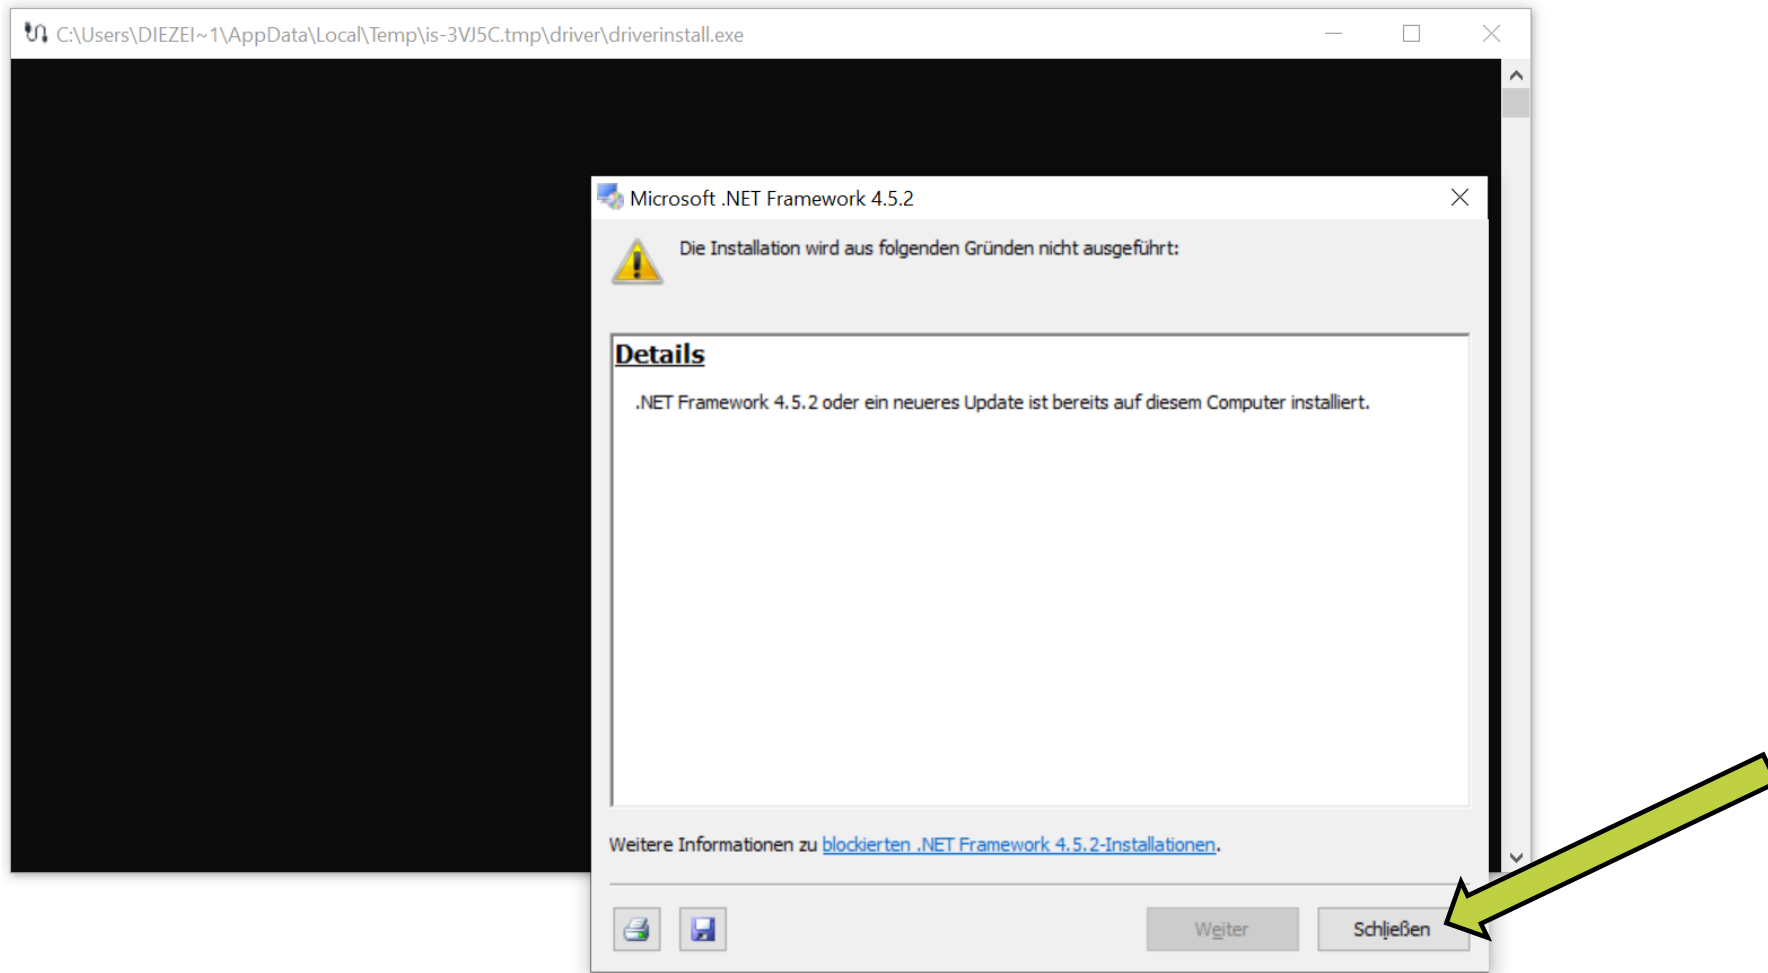 C:\Users\DIEZEI~1\AppData\Local\Temp\is-3VJ5C.tmp\driver\driverinstall.exe
Microsoft .NET Framework 4.5.2
Die Installation wird aus folgenden Gründen nicht ausgeführt:
Details
.NET Framework 4.5.2 oder ein neueres Update ist bereits auf diesem Computer installiert.
Weitere Informationen zu blockierten .NET Framework 4.5.2-Installationen.
Weiter
Schließen